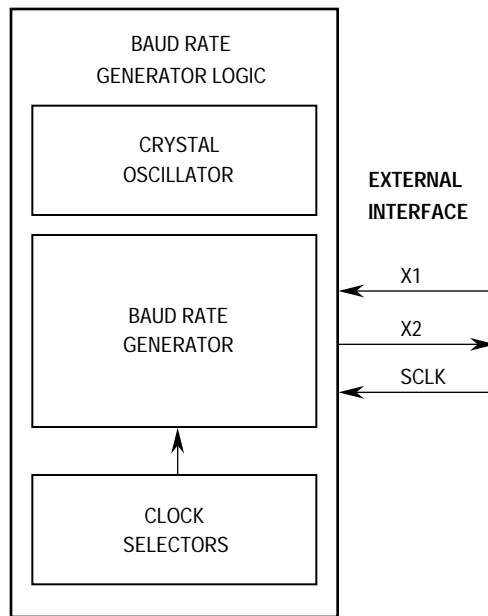 BAUD RATE
GENERATOR LOGIC
CRYSTAL
OSCILLATOR
EXTERNAL
INTERFACE
X1
BAUD RATE
GENERATOR
X2
SCLK
CLOCK
SELECTORS